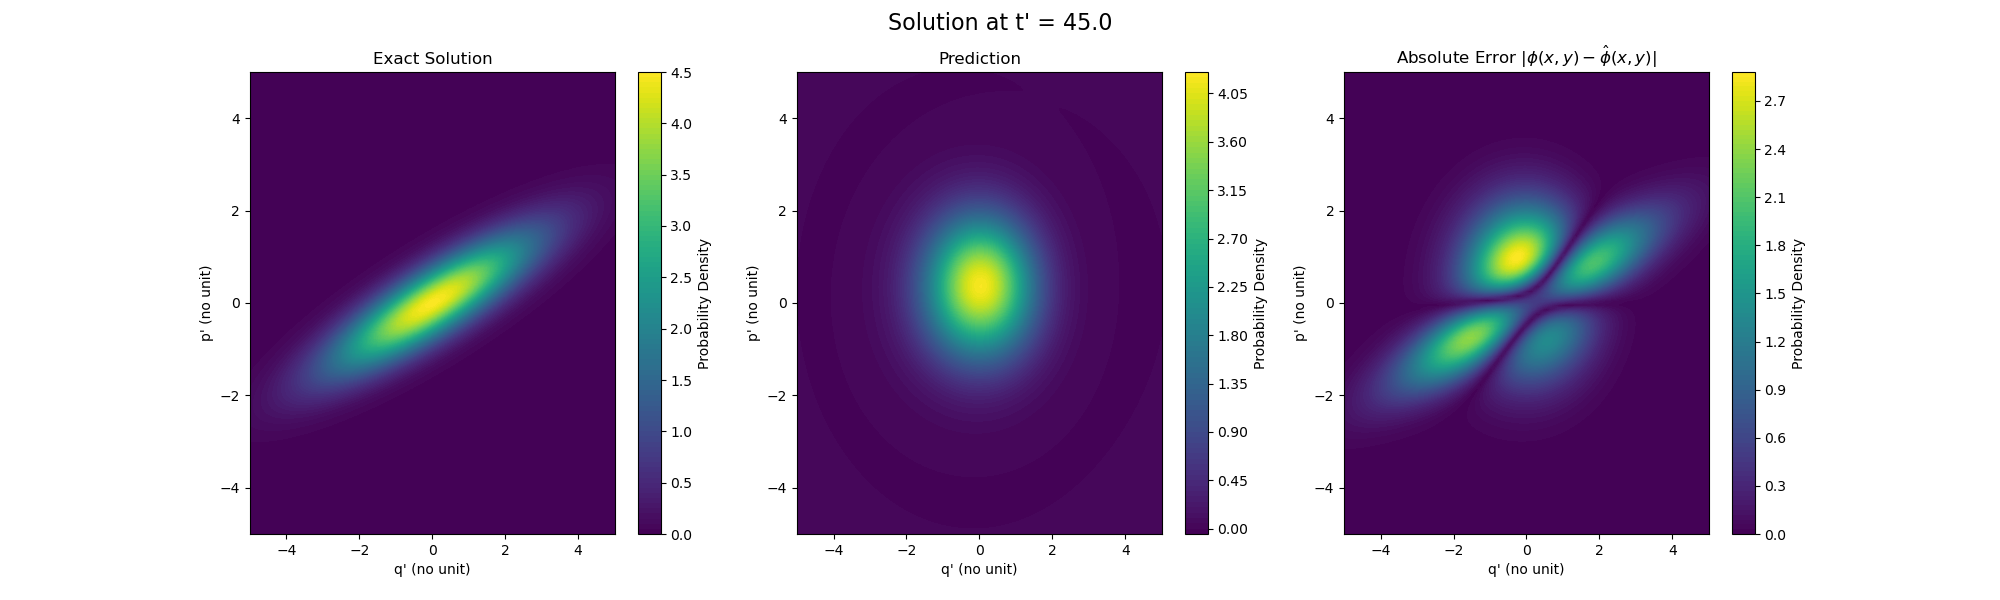 Solution at t' = 45.0
Exact Solution
4
2
0
−2
−4
p' (no unit)
−4 −2 0 2 4
q' (no unit)
4.5
4.0
3.5
3.0
2.5
2.0
1.5
1.0
0.5
0.0
Probability Density
Prediction
4
2
0
−2
−4
p' (no unit)
−4 −2 0 2 4
q' (no unit)
4.05
3.60
3.15
2.70
2.25
1.80
1.35
0.90
0.45
0.00
Probability Density
Absolute Error |ϕ(x, y) − ϕ̂(x, y)|
4
2
0
−2
−4
p' (no unit)
−4 −2 0 2 4
q' (no unit)
2.7
2.4
2.1
1.8
1.5
1.2
0.9
0.6
0.3
0.0
Probability Density